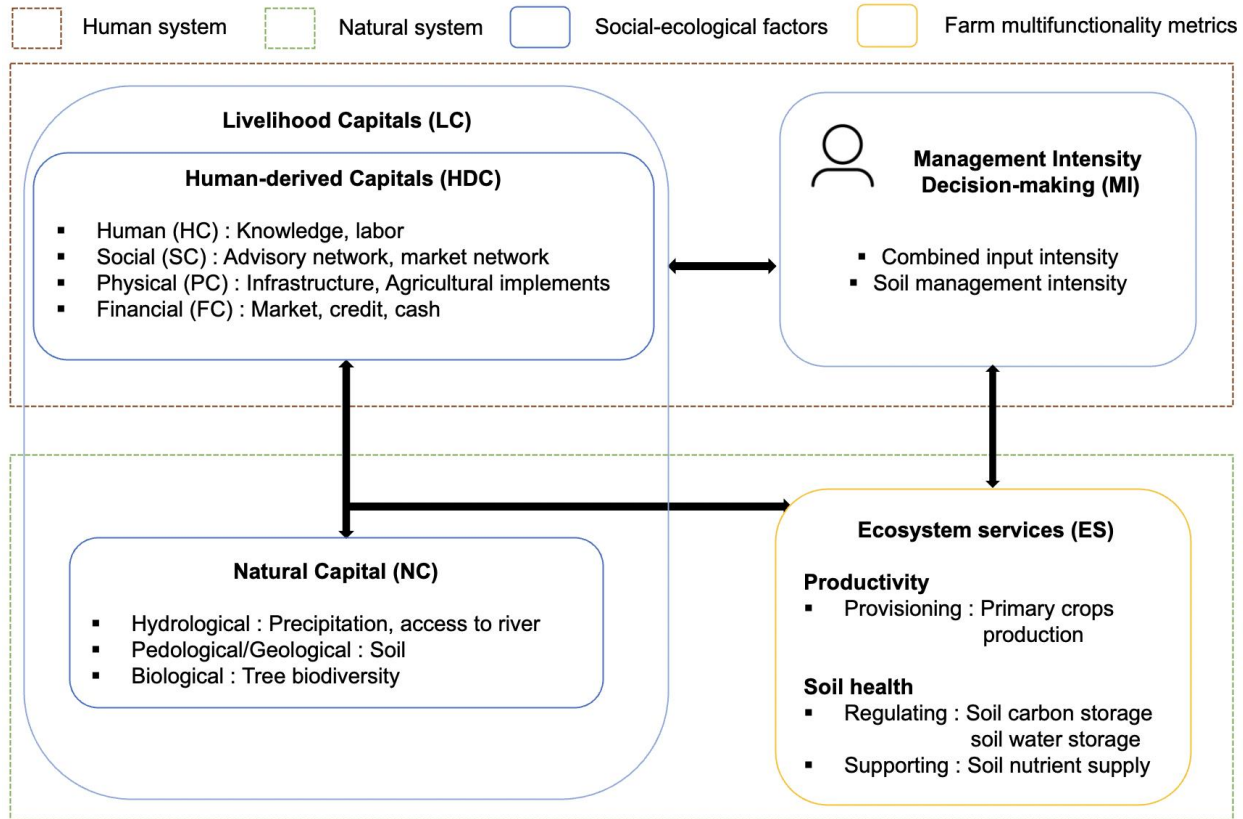 Human system
Natural system
Social-ecological factors
Farm multifunctionality metrics
Livelihood Capitals (LC)
Human-derived Capitals (HDC)
▪ Human (HC) : Knowledge, labor
▪ Social (SC) : Advisory network, market network
▪ Physical (PC) : Infrastructure, Agricultural implements
▪ Financial (FC) : Market, credit, cash
Management Intensity
Decision-making (MI)
▪ Combined input intensity
▪ Soil management intensity
Natural Capital (NC)
▪ Hydrological : Precipitation, access to river
▪ Pedological/Geological : Soil
▪ Biological : Tree biodiversity
Ecosystem services (ES)
Productivity
▪ Provisioning : Primary crops
production
Soil health
▪ Regulating : Soil carbon storage
soil water storage
▪ Supporting : Soil nutrient supply